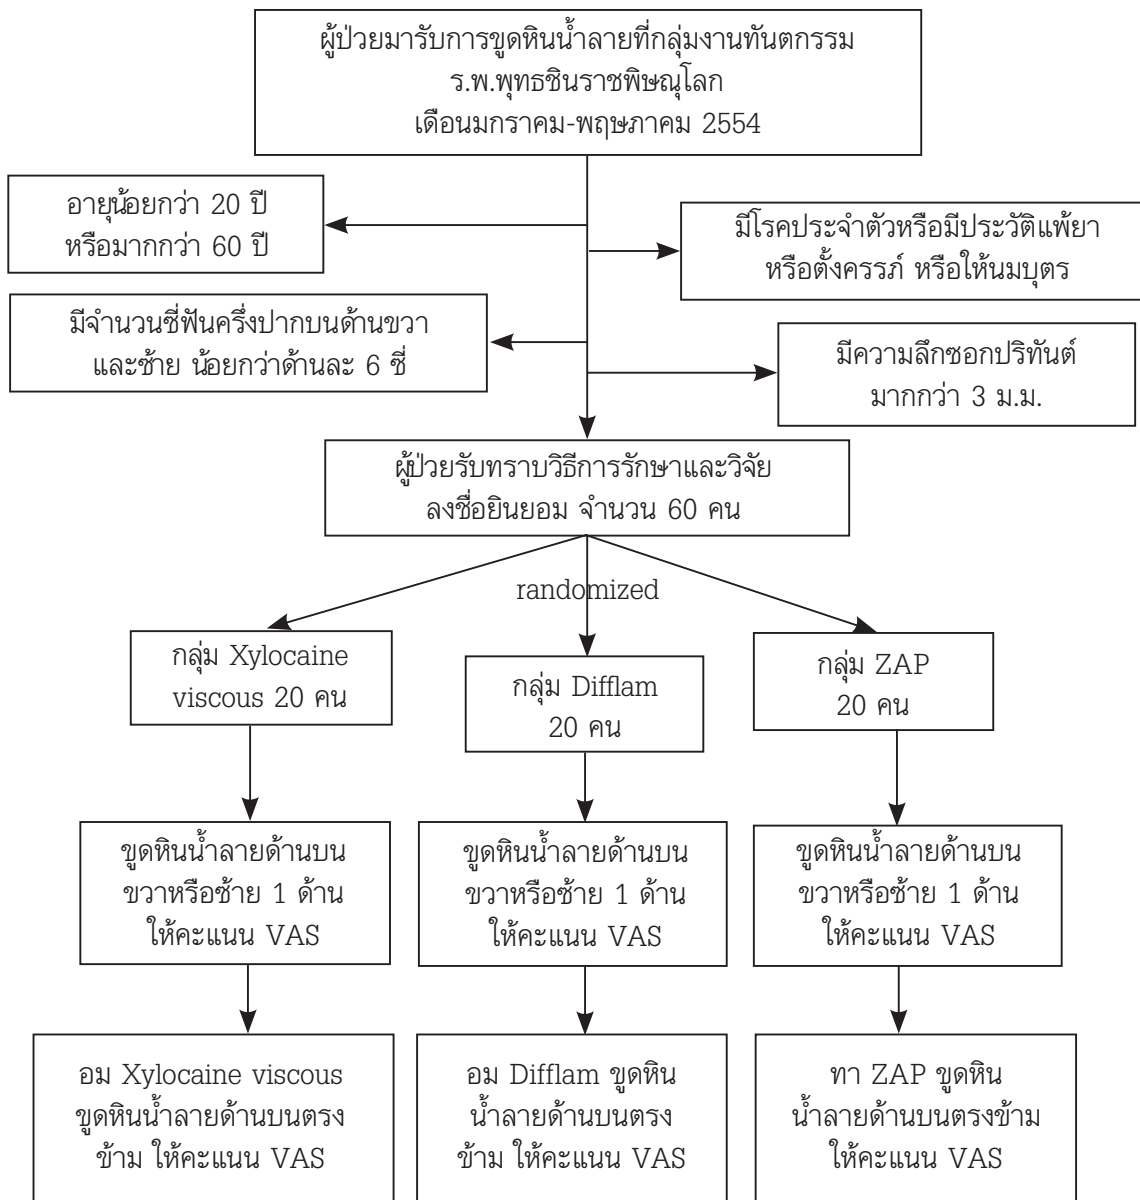 ผู้ป่วยมารับการขูดหินน้ำลายที่กลุ่มงานทันตกรรม
ร.พ.พุทธชินราชพิษณุโลก
เดือนมกราคม-พฤษภาคม 2554
อายุน้อยกว่า 20 ปี
หรือมากกว่า 60 ปี
มีโรคประจำตัวหรือมีประวัติแพ้ยา
หรือตั้งครรภ์ หรือให้นมบุตร
มีจำนวนซี่ฟันครึ่งปากบนด้านขวา
และซ้าย น้อยกว่าด้านละ 6 ซี่
มีความลึกซอกปริทันต์
มากกว่า 3 ม.ม.
ผู้ป่วยรับทราบวิธีการรักษาและวิจัย
ลงชื่อยินยอม จำนวน 60 คน
randomized
กลุ่ม Xylocaine
viscous 20 คน
กลุ่ม Difflam
20 คน
กลุ่ม ZAP
20 คน
ขูดหินน้ำลายด้านบน
ขวาหรือซ้าย 1 ด้าน
ให้คะแนน VAS
ขูดหินน้ำลายด้านบน
ขวาหรือซ้าย 1 ด้าน
ให้คะแนน VAS
ขูดหินน้ำลายด้านบน
ขวาหรือซ้าย 1 ด้าน
ให้คะแนน VAS
อม Xylocaine viscous
ขูดหินน้ำลายด้านบนตรง
ข้าม ให้คะแนน VAS
อม Difflam ขูดหิน
น้ำลายด้านบนตรง
ข้าม ให้คะแนน VAS
ทา ZAP ขูดหิน
น้ำลายด้านบนตรงข้าม
ให้คะแนน VAS